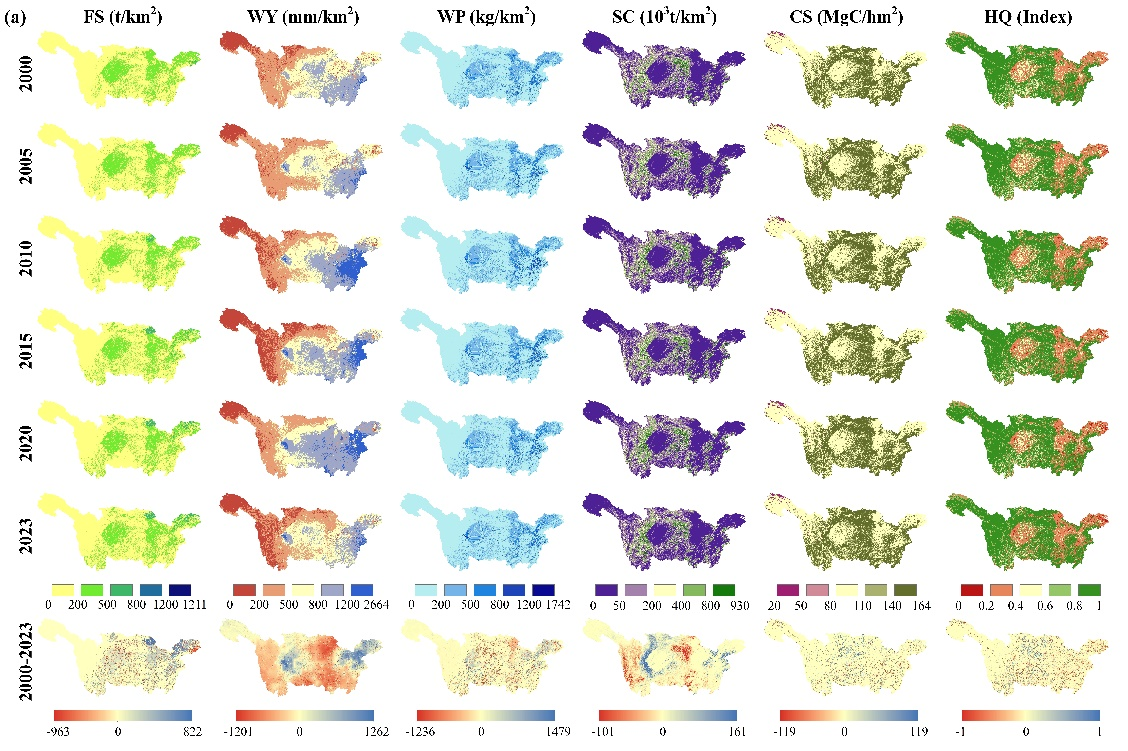 (a) FS (t/km²) WY (mm/km²) WP (kg/km²) SC (10³t/km²) CS (MgC/hm²) HQ (Index)
2000
2005
2010
2015
2020
2023
0 200 500 800 1200 1211 0 200 500 800 1200 2664 0 200 500 800 1200 1742 0 50 200 400 800 930 20 50 80 110 140 164 0 0.2 0.4 0.6 0.8 1
2000-2023
-963 0 822 -1201 0 1262 -1236 0 1479 -101 0 161 -119 0 119 -1 0 1